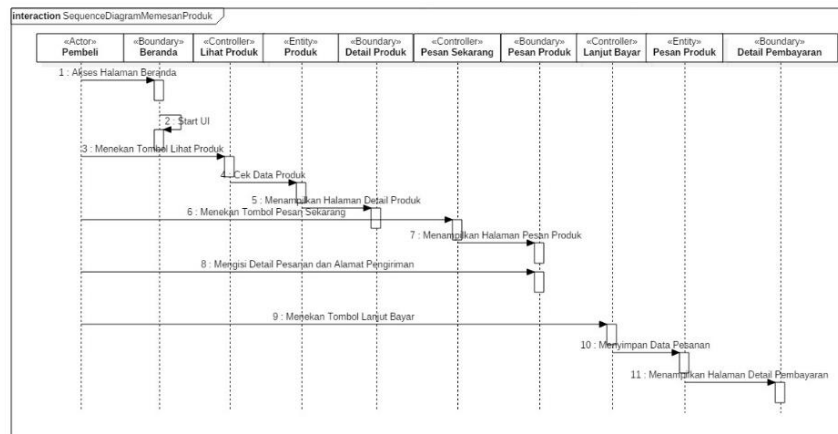 interaction SequenceDiagramMemesanProduk
«Actor» «Boundary» «Controller» «Entity» «Boundary» «Controller» «Boundary» «Controller» «Entity» «Boundary»
Pembeli Beranda Lihat Produk Produk Detail Produk Pesan Sekarang Pesan Produk Lanjut Bayar Pesan Produk Detail Pembayaran
1 : Akses Halaman Beranda
2 : Start UI
3 : Menekan Tombol Lihat Produk
4 : Cek Data Produk
5 : Menampilkan Halaman Detail Produk
6 : Menekan Tombol Pesan Sekarang
7 : Menampilkan Halaman Pesan Produk
8 : Mengisi Detail Pesanan dan Alamat Pengiriman
9 : Menekan Tombol Lanjut Bayar
10 : Menyimpan Data Pesanan
11 : Menampilkan Halaman Detail Pembayaran